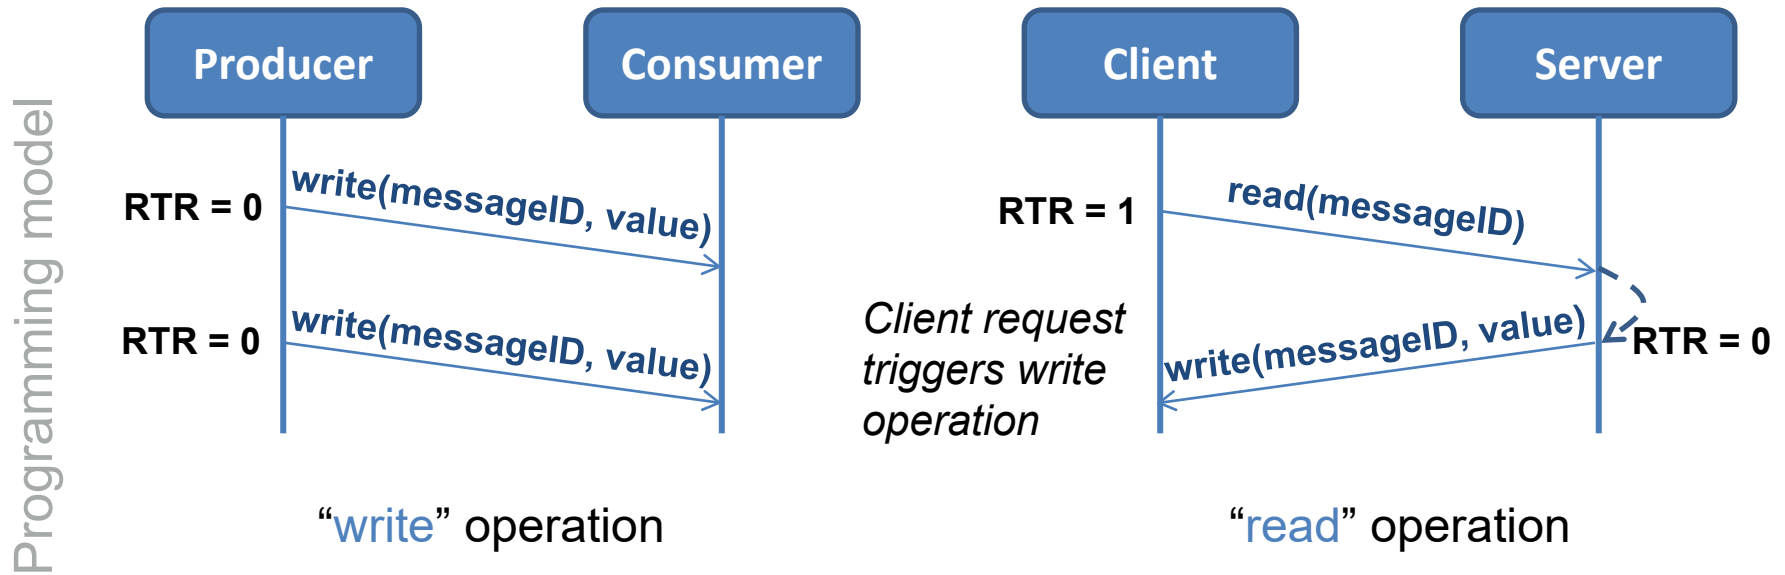 Programming model
Producer
Consumer
RTR = 0
write(messageID, value)
RTR = 0
write(messageID, value)
“write” operation
Client
Server
RTR = 1
read(messageID)
Client request
triggers write
operation
write(messageID, value)
RTR = 0
“read” operation